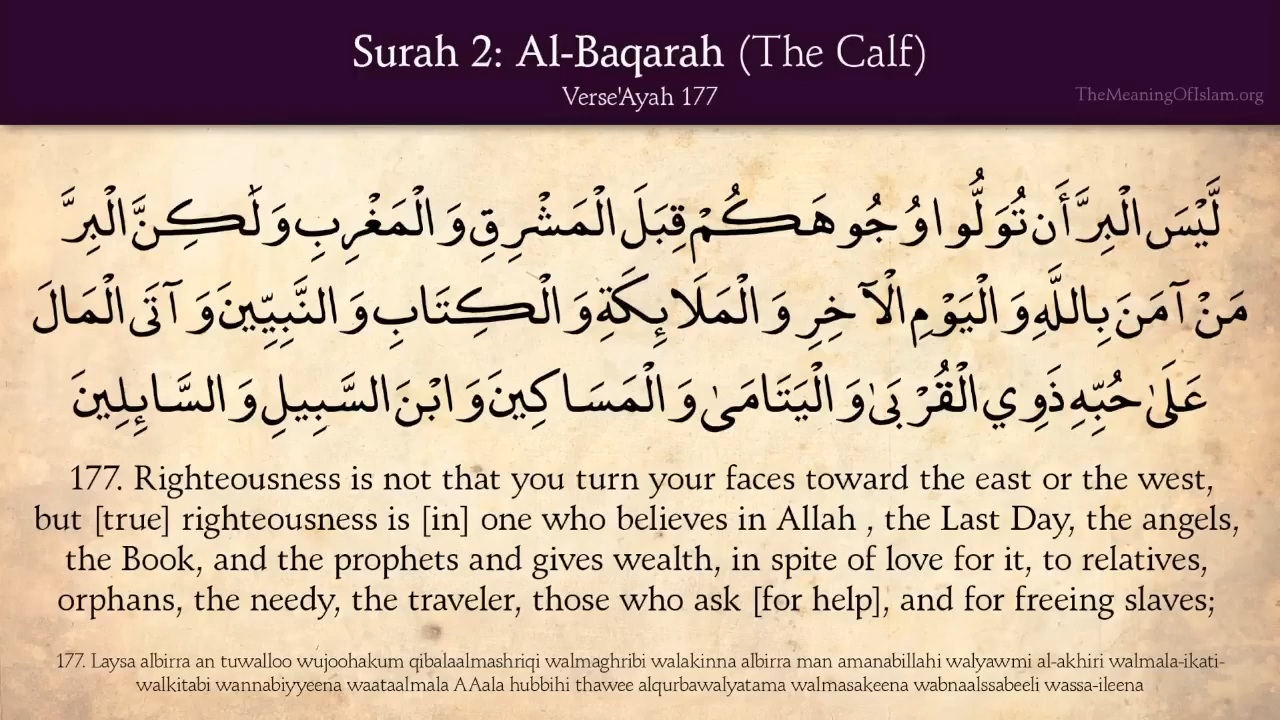 Surah 2: Al-Baqarah (The Calf)
Verse'Ayah 177
TheMeaningOfIslam.org
لَّيْسَ الْبِرَّ أَن تُوَلُّوا وُجُوهَكُمْ قِبَلَ الْمَشْرِقِ وَالْمَغْرِبِ وَلَٰكِنَّ الْبِرَّ
مَنْ آمَنَ بِاللَّهِ وَالْيَوْمِ الْآخِرِ وَالْمَلَائِكَةِ وَالْكِتَابِ وَالنَّبِيِّينَ وَآتَى الْمَالَ
عَلَىٰ حُبِّهِ ذَوِي الْقُرْبَىٰ وَالْيَتَامَىٰ وَالْمَسَاكِينَ وَابْنَ السَّبِيلِ وَالسَّائِلِينَ
177. Righteousness is not that you turn your faces toward the east or the west,
but [true] righteousness is [in] one who believes in Allah , the Last Day, the angels,
the Book, and the prophets and gives wealth, in spite of love for it, to relatives,
orphans, the needy, the traveler, those who ask [for help], and for freeing slaves;
177. Laysa albirra an tuwalloo wujoohakum qibalaalmashriqi walmaghribi walakinna albirra man amanabillahi walyawmi al-akhiri walmala-ikati-
walkitabi wannabiyyeena waataalmala AAala hubbihi thawee alqurbawalyatama walmasakeena wabnaalssabeeli wassa-ileena